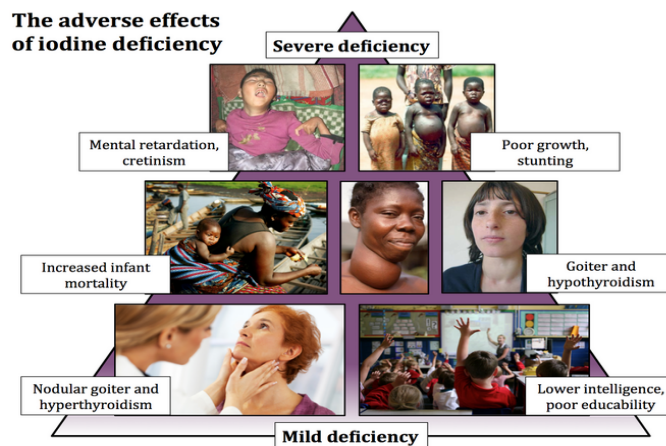 The adverse effects
of iodine deficiency
Severe deficiency
Mental retardation,
cretinism
Poor growth,
stunting
Increased infant
mortality
Goiter and
hypothyroidism
Nodular goiter and
hyperthyroidism
Lower intelligence,
poor educability
Mild deficiency